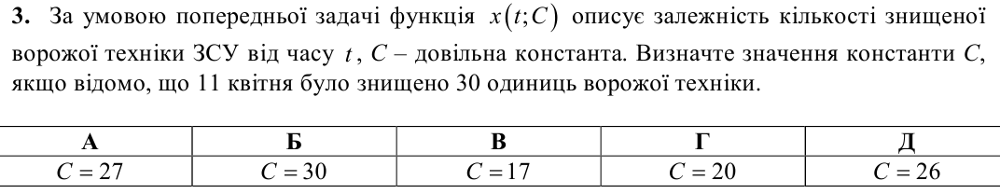 3. За умовою попередньої задачі функція x(t;C) описує залежність кількості знищеної
ворожої техніки ЗСУ від часу t, C – довільна константа. Визначте значення константи C,
якщо відомо, що 11 квітня було знищено 30 одиниць ворожої техніки.
А Б В Г Д
C = 27 C = 30 C = 17 C = 20 C = 26